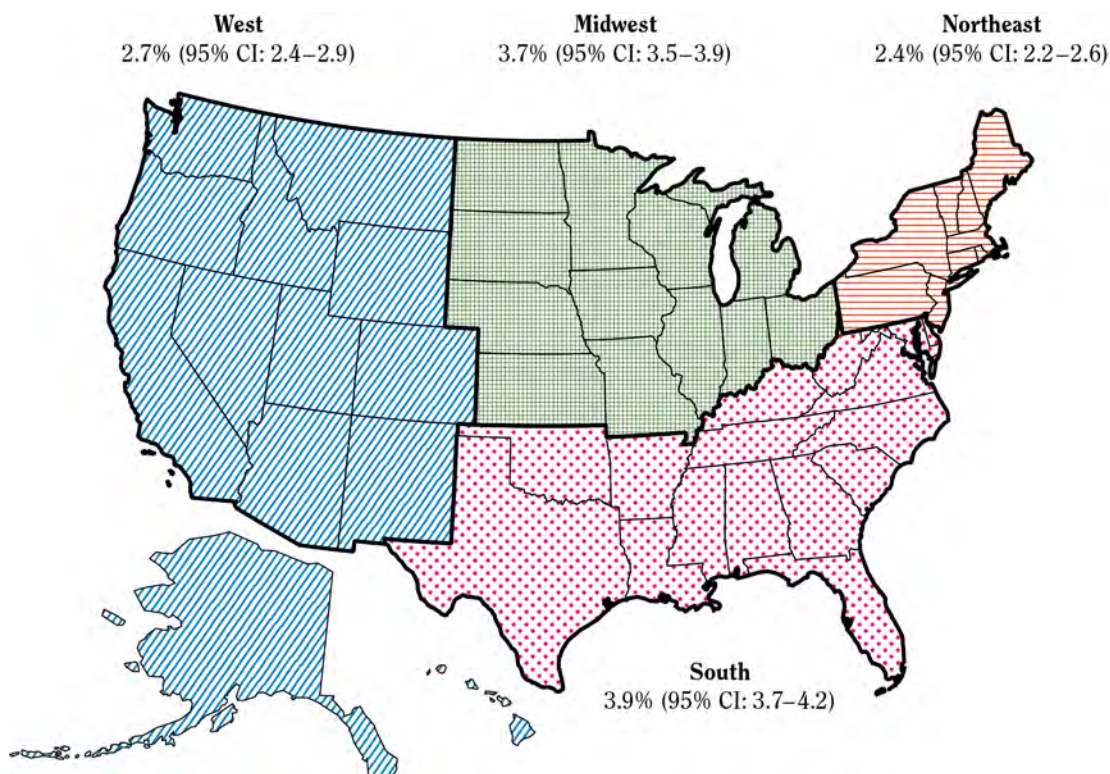 West
2.7% (95% CI: 2.4–2.9)
Midwest
3.7% (95% CI: 3.5–3.9)
Northeast
2.4% (95% CI: 2.2–2.6)
South
3.9% (95% CI: 3.7–4.2)